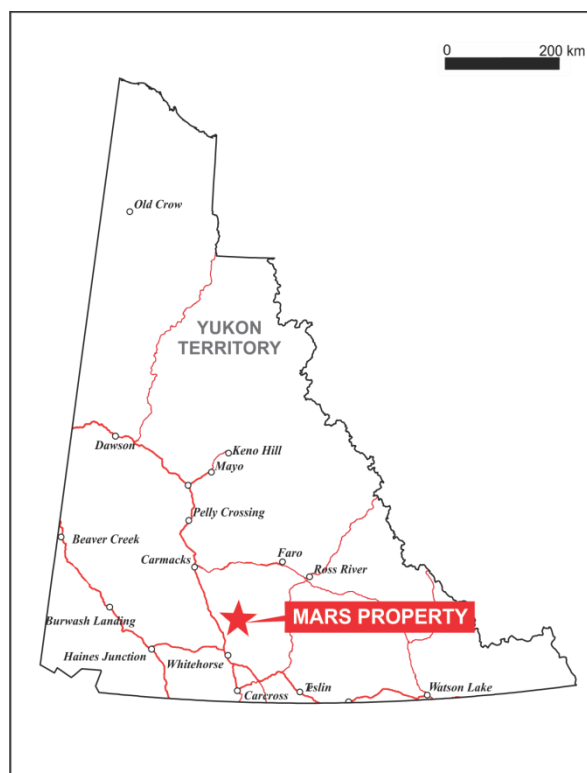 0 200 km
Old Crow
YUKON
TERRITORY
Dawson
Keno Hill
Mayo
Pelly Crossing
Beaver Creek
Carmacks
Faro
Ross River
Burwash Landing
MARS PROPERTY
Haines Junction
Whitehorse
Carcross
Teslin
Watson Lake